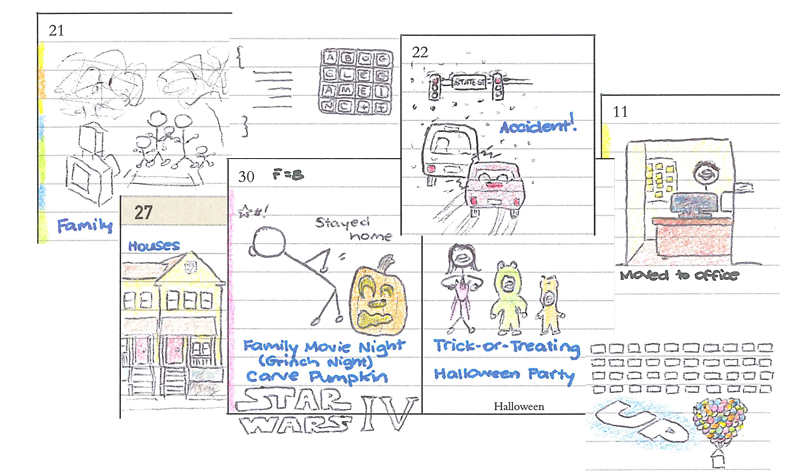 21
Family
{
}
A B C G
C L E S
A M E I
N C + +
22
STATE ST
Accident!
11
Moved to office
27
Houses
30
F=8
☆#!
Stayed
home
Family Movie Night
(Grinch Night)
Carve Pumpkin
STAR
WARS IV
Trick-or-Treating
Halloween Party
Halloween
UP